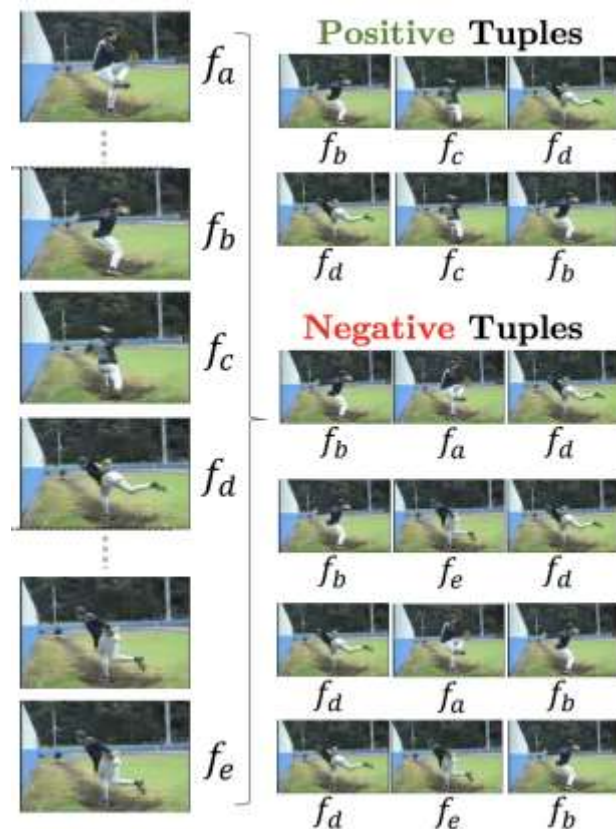 f_a
f_b
f_c
f_d
f_e
Positive Tuples
f_b f_c f_d
f_d f_c f_b
Negative Tuples
f_b f_a f_d
f_b f_e f_d
f_d f_a f_b
f_d f_e f_b